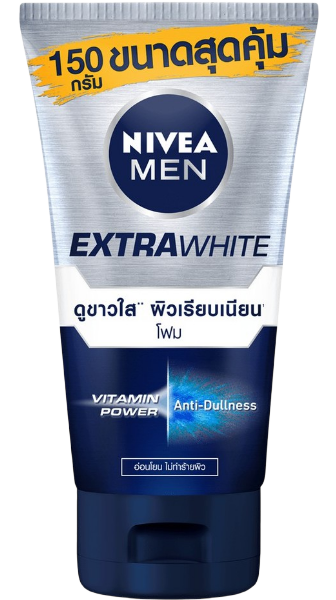 150 ขนาดสุดคุ้ม
กรัม
NIVEA
MEN
EXTRAWHITE
ดูขาวใส** ผิวเรียบเนียน*
โฟม
VITAMIN
POWER
Anti-Dullness
อ่อนโยน ไม่ทำร้ายผิว